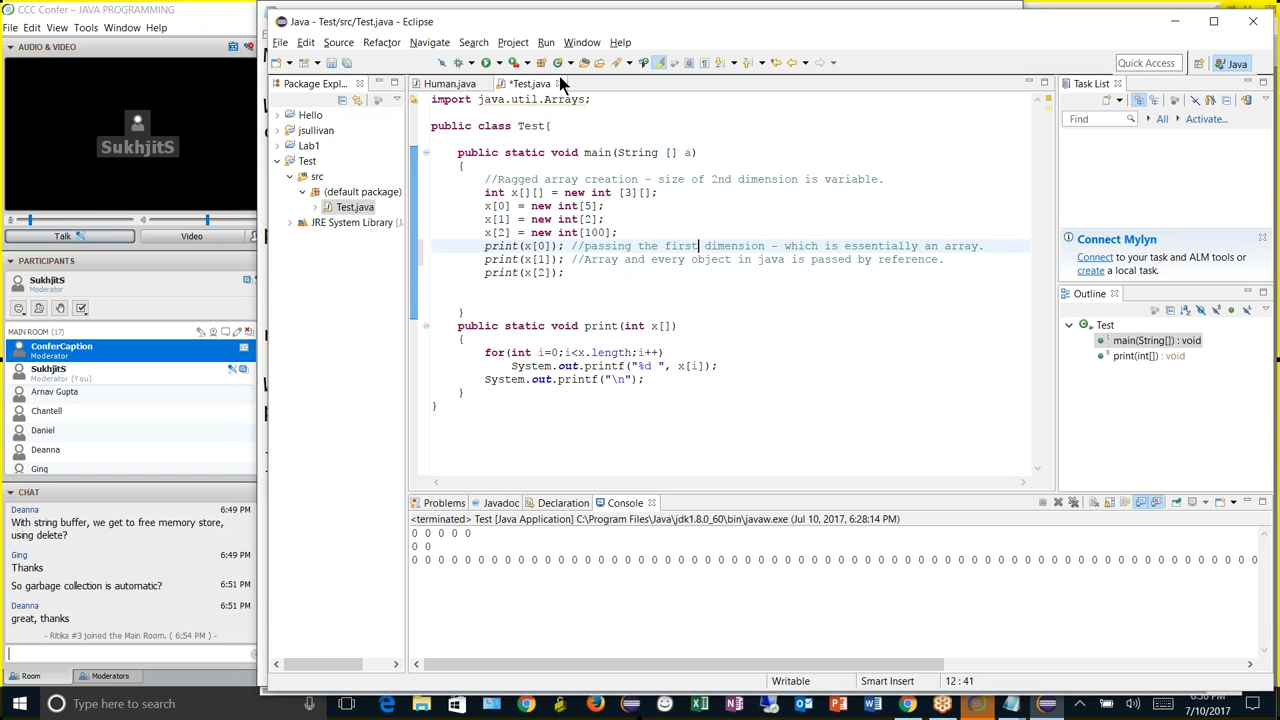 CCC Confer - JAVA PROGRAMMING
File Edit View Tools Window Help
AUDIO & VIDEO
SukhjitS
Talk Video
PARTICIPANTS
SukhjitS
Moderator
MAIN ROOM (17)
ConferCaption
Moderator
SukhjitS
Moderator (You)
Arnav Gupta
Chantell
Daniel
Deanna
Ging
CHAT
Deanna 6:49 PM
With string buffer, we get to free memory store,
using delete?
Ging 6:49 PM
Thanks
So garbage collection is automatic? 6:51 PM
Deanna 6:51 PM
great, thanks
- Ritika #3 joined the Main Room. ( 6:54 PM ) -
Room Moderators
Java - Test/src/Test.java - Eclipse
File Edit Source Refactor Navigate Search Project Run Window Help
Quick Access Java
Package Expl...
Hello
jsullivan
Lab1
Test
src
(default package)
Test.java
JRE System Library [J
Human.java *Test.java
import java.util.Arrays;
public class Test{
public static void main(String [] a)
{
//Ragged array creation - size of 2nd dimension is variable.
int x[][] = new int [3][];
x[0] = new int[5];
x[1] = new int[2];
x[2] = new int[100];
print(x[0]); //passing the first dimension - which is essentially an array.
print(x[1]); //Array and every object in java is passed by reference.
print(x[2]);
}
public static void print(int x[])
{
for(int i=0;i<x.length;i++)
System.out.printf("%d ", x[i]);
System.out.printf("\n");
}
}
Task List
Find All Activate...
Connect Mylyn
Connect to your task and ALM tools or
create a local task.
Outline
Test
main(String[]) : void
print(int[]) : void
Problems Javadoc Declaration Console
<terminated> Test [Java Application] C:\Program Files\Java\jdk1.8.0_60\bin\javaw.exe (Jul 10, 2017, 6:28:14 PM)
0 0 0 0 0
0 0
0 0 0 0 0 0 0 0 0 0 0 0 0 0 0 0 0 0 0 0 0 0 0 0 0 0 0 0 0 0 0 0 0 0 0 0 0 0 0 0 0 0 0 0 0 0 0 0 0 0 0 0 0 0 0 0 0 0 0 0 0 0 0 0
Writable Smart Insert 12 : 41
Type here to search
7/10/2017